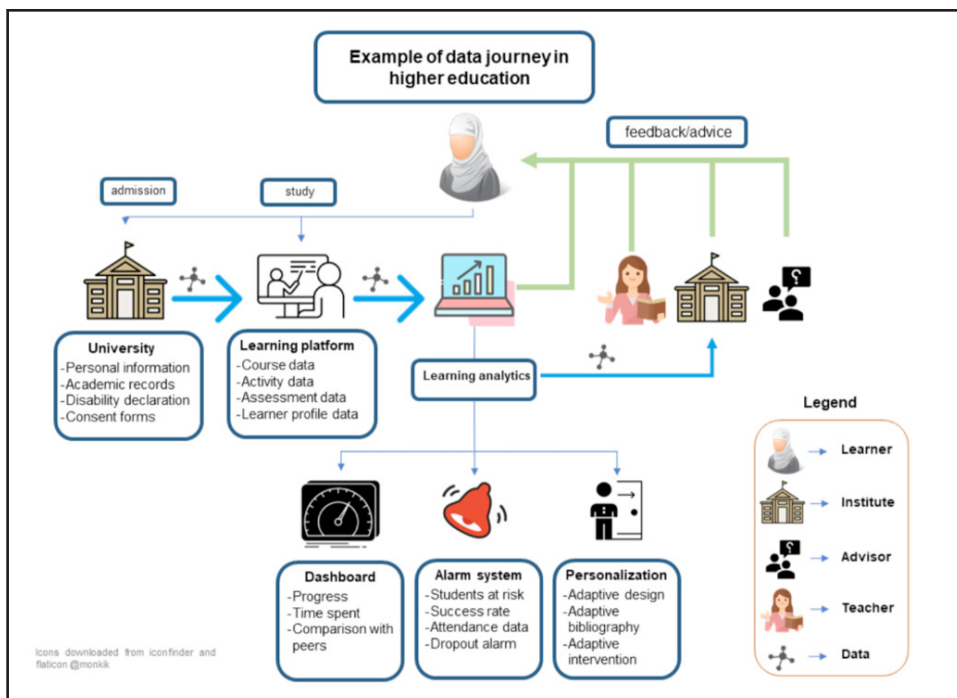 Example of data journey in
higher education
feedback/advice
admission
study
University
-Personal information
-Academic records
-Disability declaration
-Consent forms
Learning platform
-Course data
-Activity data
-Assessment data
-Learner profile data
Learning analytics
Legend
Learner
Institute
Advisor
Teacher
Data
Dashboard
-Progress
-Time spent
-Comparison with
peers
Alarm system
-Students at risk
-Success rate
-Attendance data
-Dropout alarm
Personalization
-Adaptive design
-Adaptive
bibliography
-Adaptive
intervention
Icons downloaded from iconfinder and
flaticon @monkik